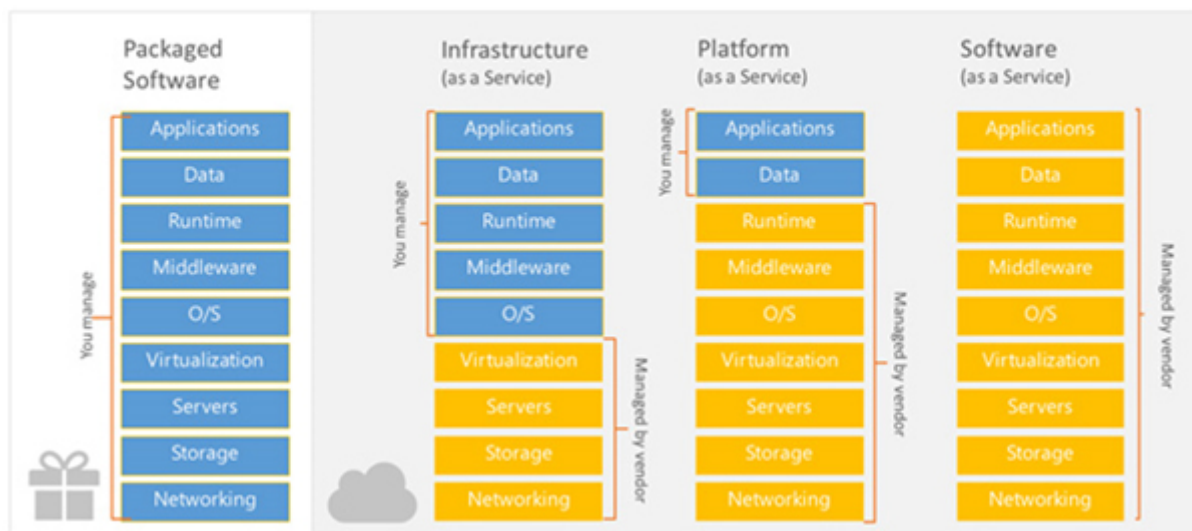 Packaged
Software
You manage
Applications
Data
Runtime
Middleware
O/S
Virtualization
Servers
Storage
Networking
Infrastructure
(as a Service)
You manage
Applications
Data
Runtime
Middleware
O/S
Virtualization
Servers
Storage
Networking
Managed by vendor
Platform
(as a Service)
You manage
Applications
Data
Runtime
Middleware
O/S
Virtualization
Servers
Storage
Networking
Managed by vendor
Software
(as a Service)
Applications
Data
Runtime
Middleware
O/S
Virtualization
Servers
Storage
Networking
Managed by vendor